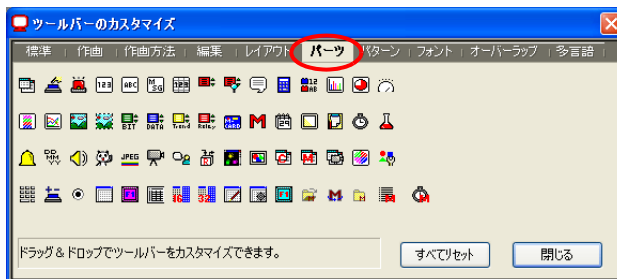 ツールバーのカスタマイズ
標準 作曲 作曲方法 編集 レイアウト パーツ パターン フォント オーバーラップ 多言語
ドラッグ&ドロップでツールバーをカスタマイズできます。
すべてリセット 閉じる